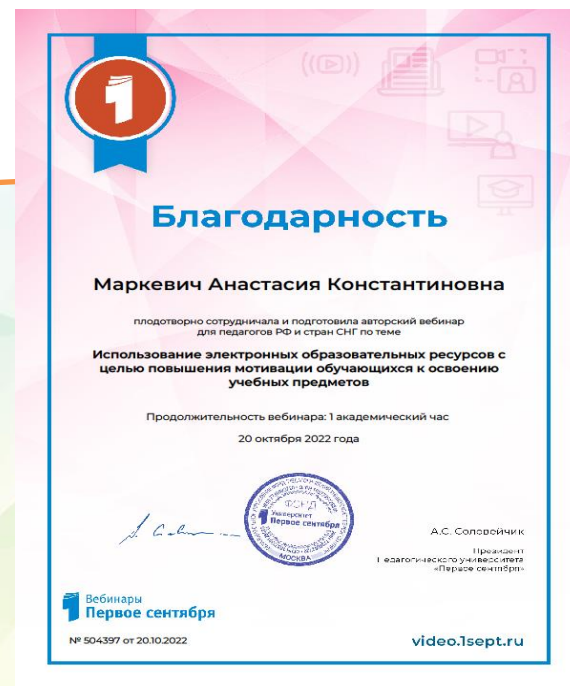 Благодарность
Маркевич Анастасия Константиновна
плодотворно сотрудничала и подготовила авторский вебинар
для педагогов РФ и стран СНГ по теме
Использование электронных образовательных ресурсов с
целью повышения мотивации обучающихся к освоению
учебных предметов
Продолжительность вебинара: 1 академический час
20 октября 2022 года
ФОНД
Университет
Первое сентября
МОСКВА
А.С. Соловейчик
Президент
Педагогического университета
«Первое сентября»
Вебинары
Первое сентября
№ 504397 от 20.10.2022
video.1sept.ru